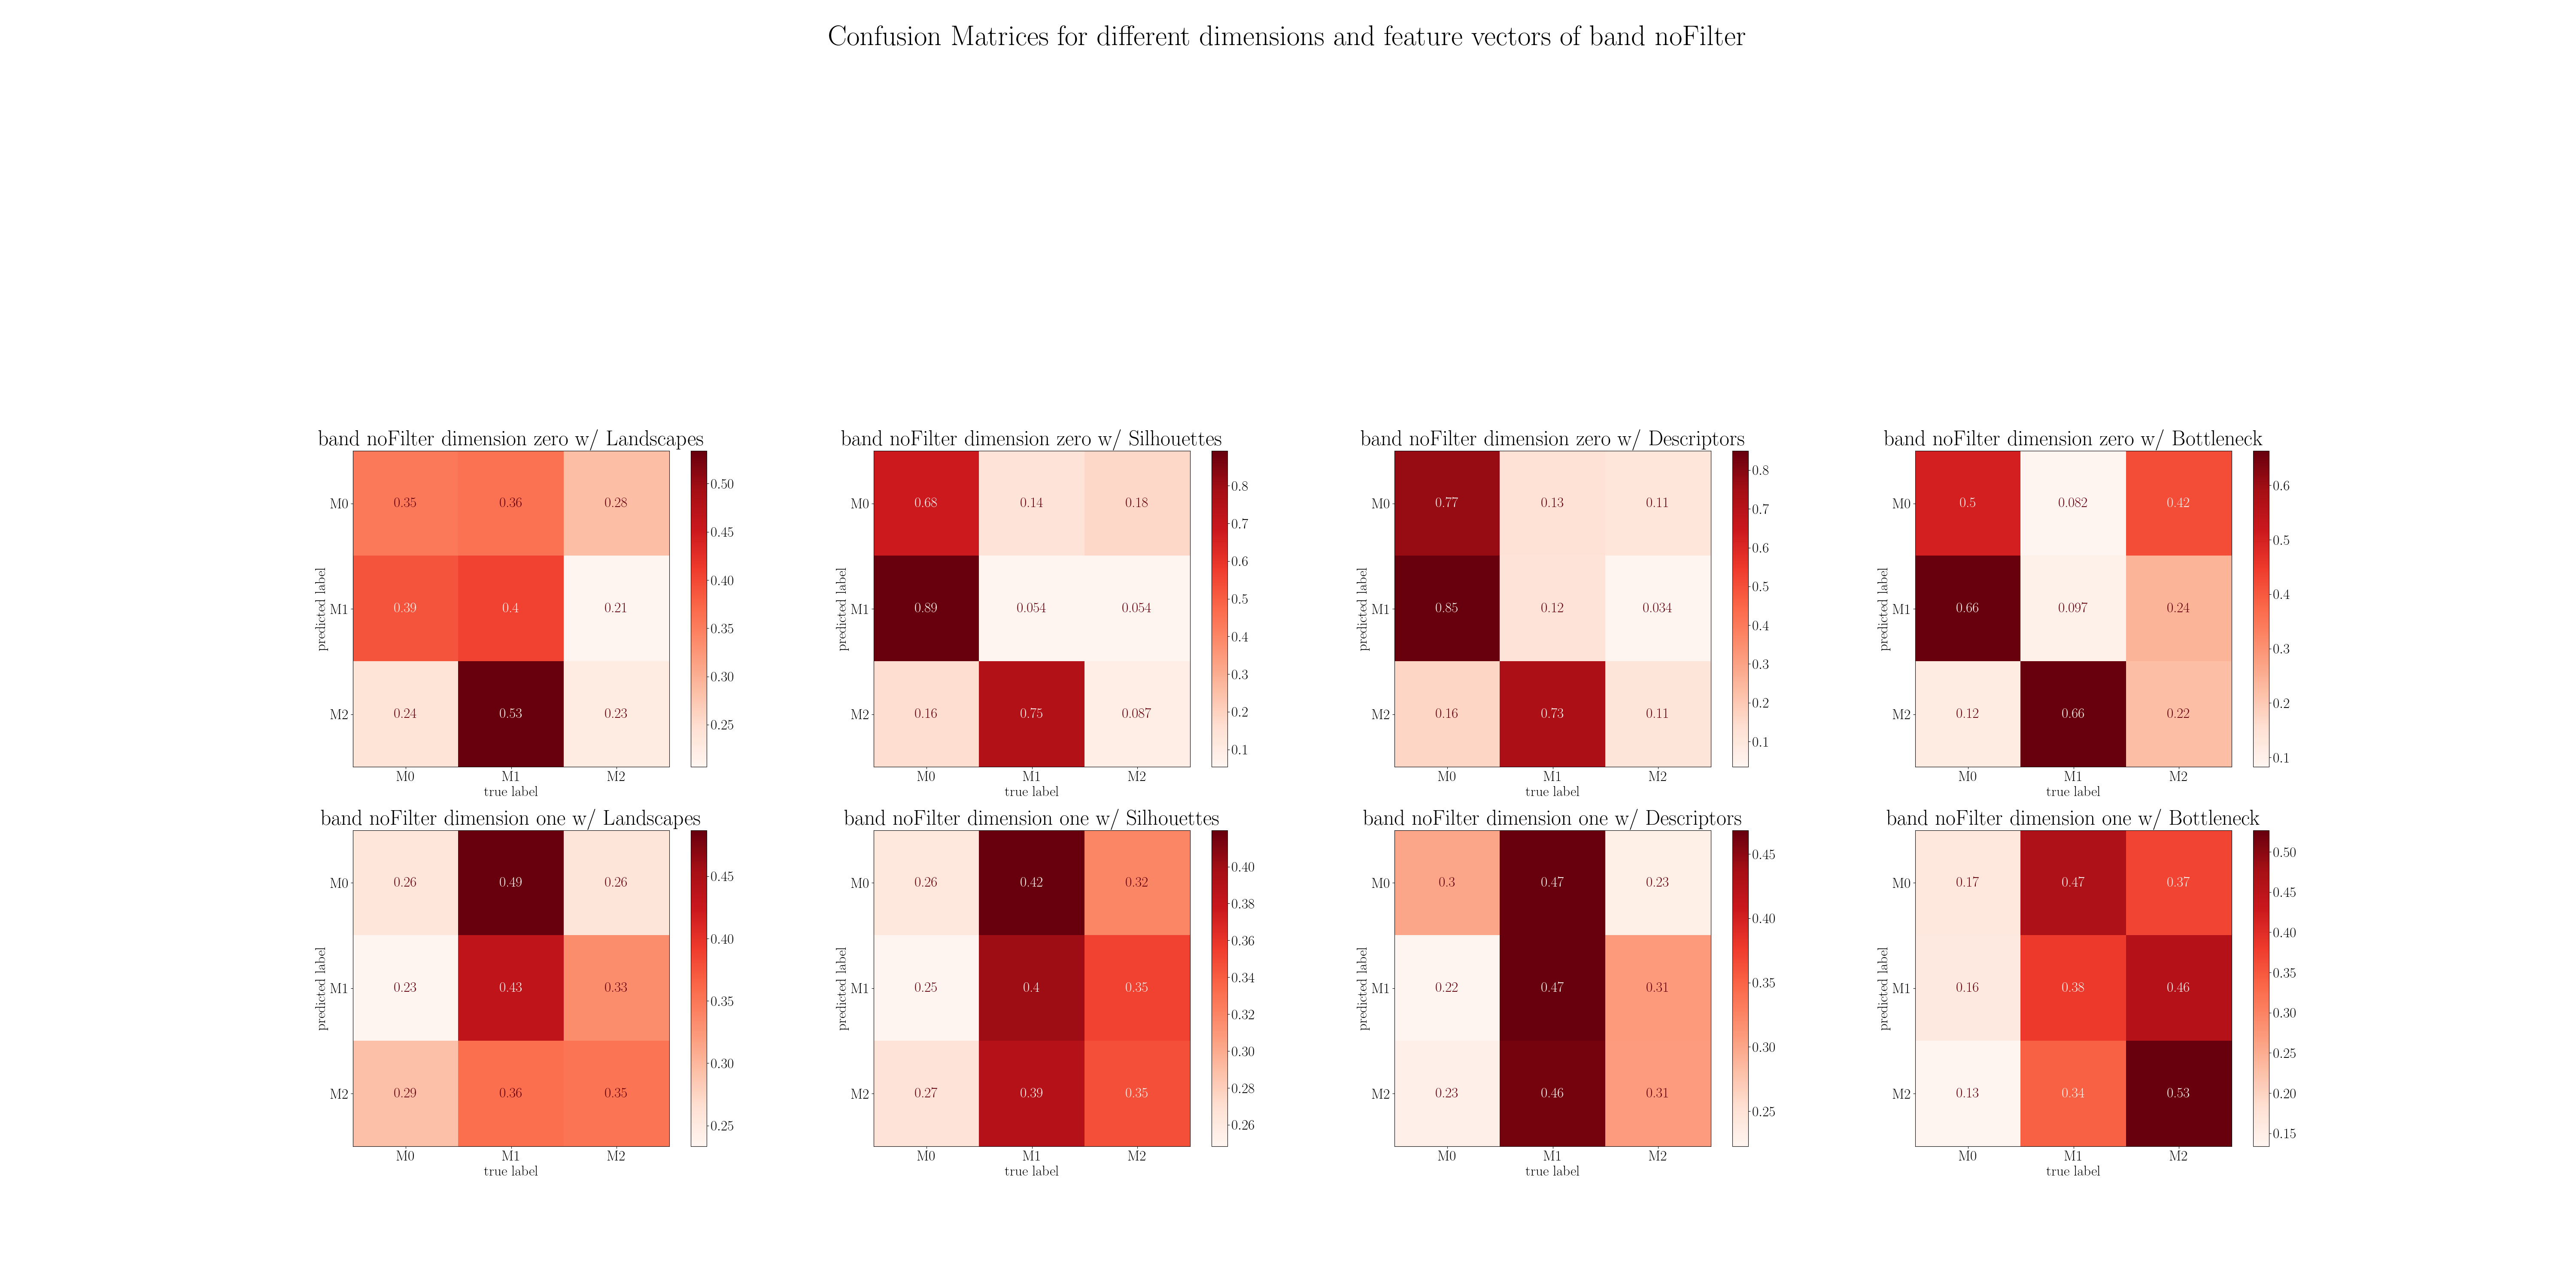 Confusion Matrices for different dimensions and feature vectors of band noFilter
band noFilter dimension zero w/ Landscapes
predicted label
M0
0.35 0.36 0.28
M1
0.39 0.4 0.21
M2
0.24 0.53 0.23
M0 M1 M2
true label
0.50
0.45
0.40
0.35
0.30
0.25
band noFilter dimension zero w/ Silhouettes
predicted label
M0
0.68 0.14 0.18
M1
0.89 0.054 0.054
M2
0.16 0.75 0.087
M0 M1 M2
true label
0.8
0.7
0.6
0.5
0.4
0.3
0.2
0.1
band noFilter dimension zero w/ Descriptors
predicted label
M0
0.77 0.13 0.11
M1
0.85 0.12 0.034
M2
0.16 0.73 0.11
M0 M1 M2
true label
0.8
0.7
0.6
0.5
0.4
0.3
0.2
0.1
band noFilter dimension zero w/ Bottleneck
predicted label
M0
0.5 0.082 0.42
M1
0.66 0.097 0.24
M2
0.12 0.66 0.22
M0 M1 M2
true label
0.6
0.5
0.4
0.3
0.2
0.1
band noFilter dimension one w/ Landscapes
predicted label
M0
0.26 0.49 0.26
M1
0.23 0.43 0.33
M2
0.29 0.36 0.35
M0 M1 M2
true label
0.45
0.40
0.35
0.30
0.25
band noFilter dimension one w/ Silhouettes
predicted label
M0
0.26 0.42 0.32
M1
0.25 0.4 0.35
M2
0.27 0.39 0.35
M0 M1 M2
true label
0.40
0.38
0.36
0.34
0.32
0.30
0.28
0.26
band noFilter dimension one w/ Descriptors
predicted label
M0
0.3 0.47 0.23
M1
0.22 0.47 0.31
M2
0.23 0.46 0.31
M0 M1 M2
true label
0.45
0.40
0.35
0.30
0.25
band noFilter dimension one w/ Bottleneck
predicted label
M0
0.17 0.47 0.37
M1
0.16 0.38 0.46
M2
0.13 0.34 0.53
M0 M1 M2
true label
0.50
0.45
0.40
0.35
0.30
0.25
0.20
0.15